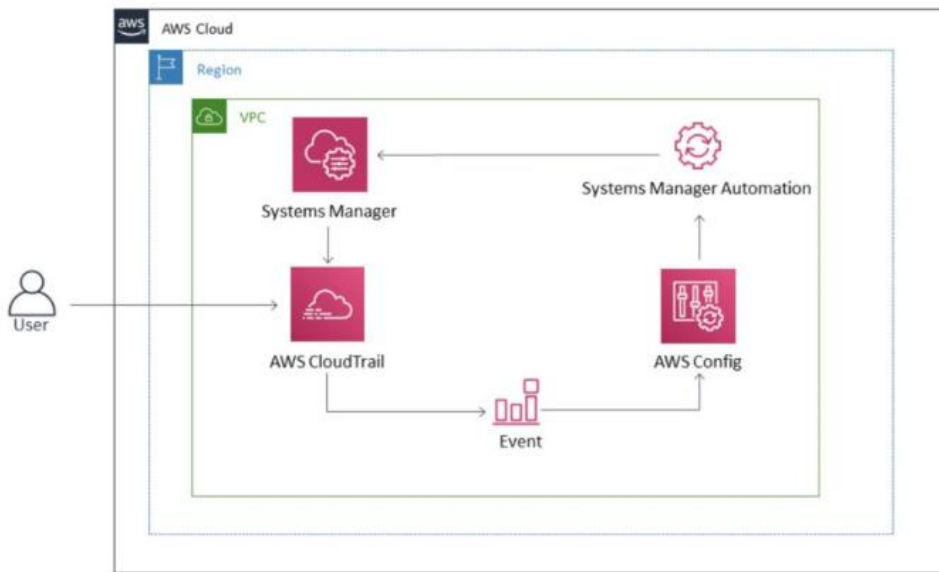 aws
AWS Cloud
Region
VPC
Systems Manager
Systems Manager Automation
User
AWS CloudTrail
AWS Config
Event